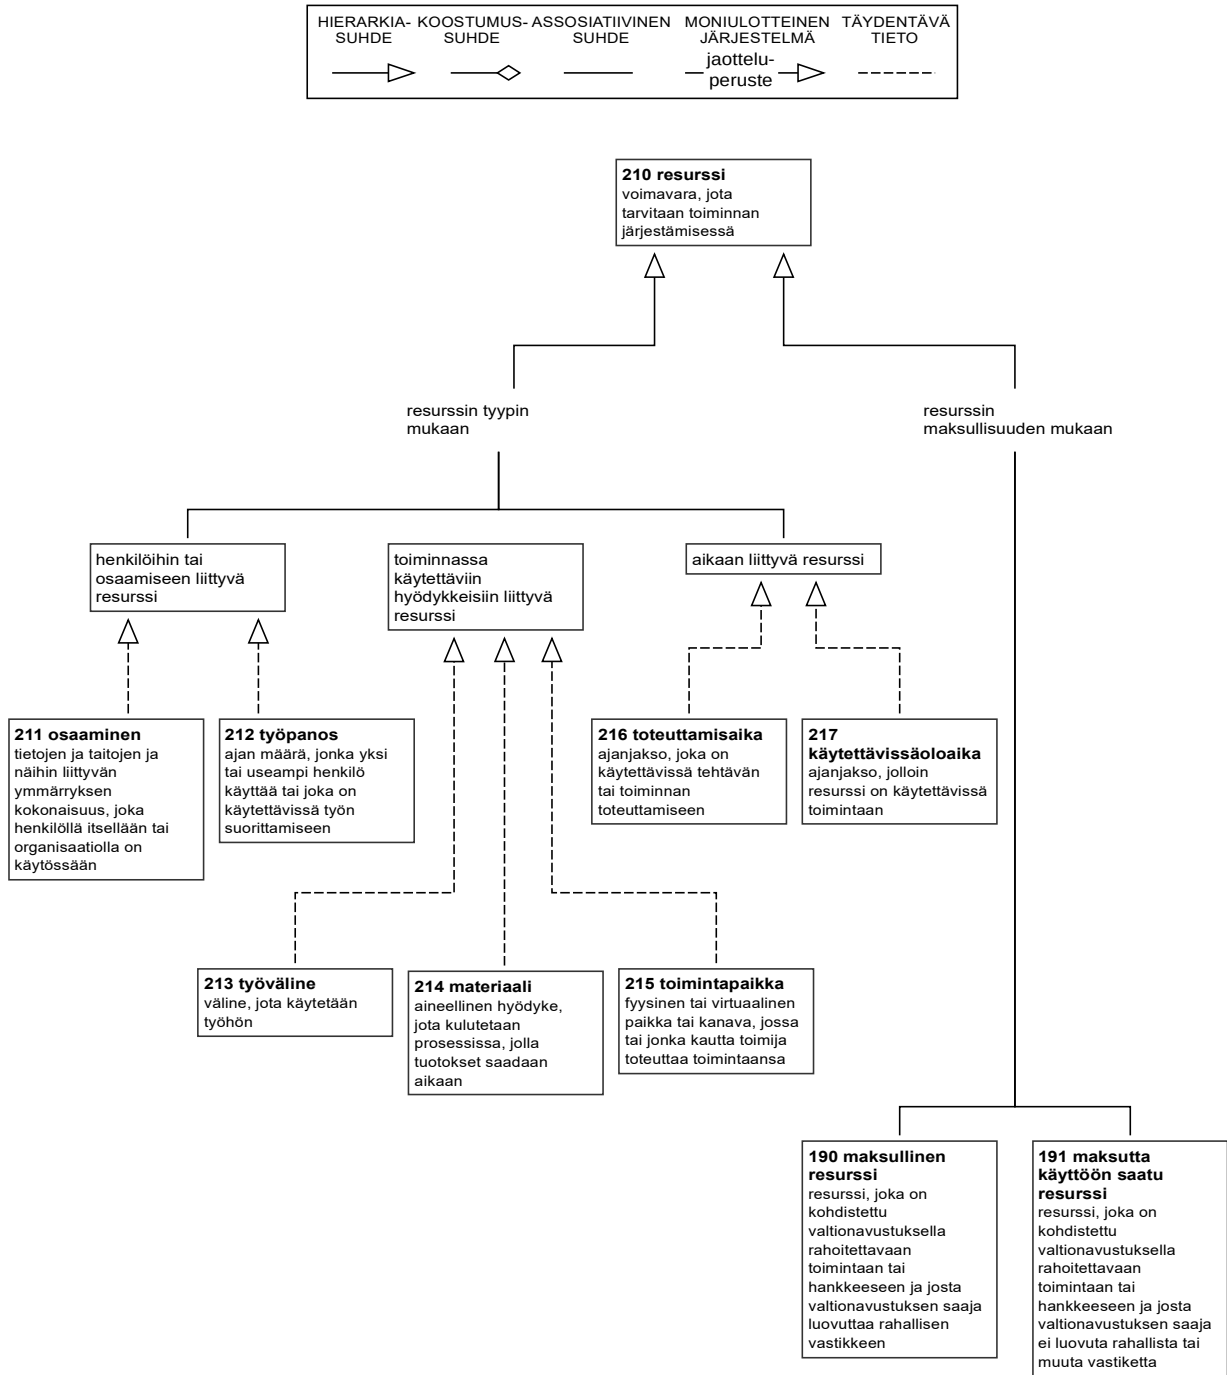 HIERARKIA-
SUHDE
KOOSTUMUS-
SUHDE
ASSOSIATIIVINEN
SUHDE
MONIULOTTEINEN
JÄRJESTELMÄ
jaottelu-
peruste
TÄYDENTÄVÄ
TIETO
210 resurssi
voimavara, jota
tarvitaan toiminnan
järjestämisessä
resurssin tyypin
mukaan
resurssin
maksullisuuden mukaan
henkilöihin tai
osaamiseen liittyvä
resurssi
toiminnassa
käytettäviin
hyödykkeisiin liittyvä
resurssi
aikaan liittyvä resurssi
211 osaaminen
tietojen ja taitojen ja
näihin liittyvän
ymmärryksen
kokonaisuus, joka
henkilöllä itsellään tai
organisaatiolla on
käytössään
212 työpanos
ajan määrä, jonka yksi
tai useampi henkilö
käyttää tai joka on
käytettävissä työn
suorittamiseen
216 toteuttamisaika
ajanjakso, joka on
käytettävissä tehtävän
tai toiminnan
toteuttamiseen
217
käytettävissäoloaika
ajanjakso, jolloin
resurssi on käytettävissä
toimintaan
213 työväline
väline, jota käytetään
työhön
214 materiaali
aineellinen hyödyke,
jota kulutetaan
prosessissa, jolla
tuotokset saadaan
aikaan
215 toimintapaikka
fyysinen tai virtuaalinen
paikka tai kanava, jossa
tai jonka kautta toimija
toteuttaa toimintaansa
190 maksullinen
resurssi
resurssi, joka on
kohdistettu
valtionavustuksella
rahoitettavaan
toimintaan tai
hankkeeseen ja josta
valtionavustuksen saaja
luovuttaa rahallisen
vastikkeen
191 maksutta
käyttöön saatu
resurssi
resurssi, joka on
kohdistettu
valtionavustuksella
rahoitettavaan
toimintaan tai
hankkeeseen ja josta
valtionavustuksen saaja
ei luovuta rahallista tai
muuta vastiketta